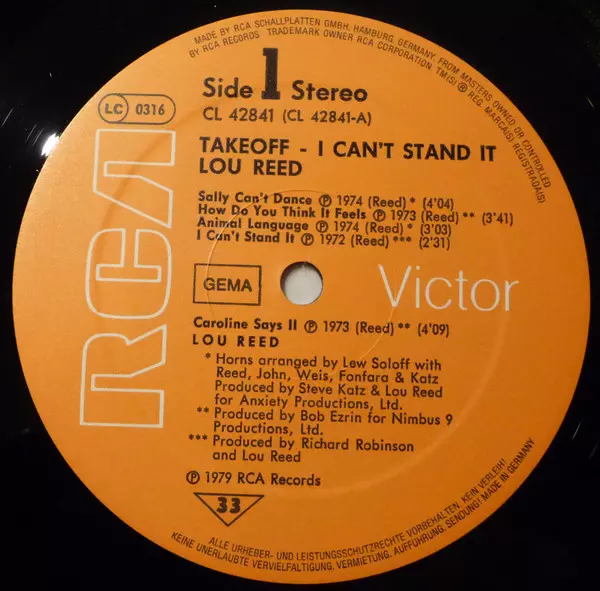 MADE BY RCA SCHALLPLATTEN GMBH, HAMBURG, GERMANY, FROM MASTERS OWNED OR CONTROLLED
BY RCA RECORDS TRADEMARK OWNER RCA CORPORATION TM(S) ® REG. MARCA(S) REGISTRADA(S)
Side 1 Stereo
LC 0316
CL 42841 (CL 42841-A)
TAKEOFF - I CAN'T STAND IT
LOU REED
Sally Can't Dance ℗ 1974 (Reed) * (4'04)
How Do You Think It Feels ℗ 1973 (Reed) ** (3'41)
Animal Language ℗ 1974 (Reed) * (3'03)
I Can't Stand It ℗ 1972 (Reed) *** (2'31)
RCA
GEMA
Victor
Caroline Says II ℗ 1973 (Reed) ** (4'09)
LOU REED
* Horns arranged by Lew Soloff with
Reed, John, Weis, Fonfara & Katz
Produced by Steve Katz & Lou Reed
for Anxiety Productions, Ltd.
** Produced by Bob Ezrin for Nimbus 9
Productions, Ltd.
*** Produced by Richard Robinson
and Lou Reed
℗ 1979 RCA Records
33
ALLE URHEBER- UND LEISTUNGSSCHUTZRECHTE VORBEHALTEN. KEIN VERLEIH!
KEINE UNERLAUBTE VERVIELFÄLTIGUNG, VERMIETUNG, AUFFÜHRUNG, SENDUNG! MADE IN GERMANY